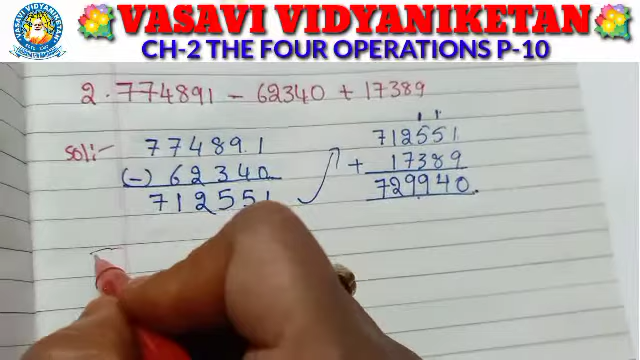 VASAVI VIDYANIKETAN
CH-2 THE FOUR OPERATIONS P-10
2. 774891 - 62340 + 17389
Sol:-
774891
(-) 62340
712551
11
712551
+ 17389
729940